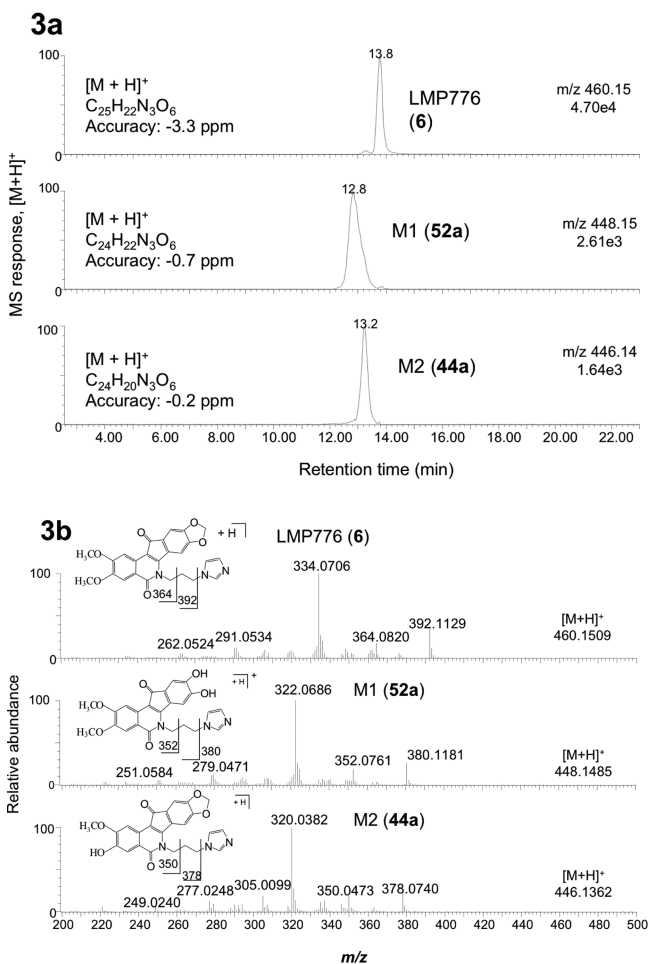 3a
MS response, [M+H]+
100
0
[M + H]+
C25H22N3O6
Accuracy: -3.3 ppm
13.8
LMP776
(6)
m/z 460.15
4.70e4
100
0
[M + H]+
C24H22N3O6
Accuracy: -0.7 ppm
12.8
M1 (52a)
m/z 448.15
2.61e3
100
0
[M + H]+
C24H20N3O6
Accuracy: -0.2 ppm
13.2
M2 (44a)
m/z 446.14
1.64e3
4.00 6.00 8.00 10.00 12.00 14.00 16.00 18.00 20.00 22.00
Retention time (min)
3b
Relative abundance
LMP776 (6)
O O O + H
H3CO
H3CO
N N N
O 364 392
100
0
262.0524 291.0534 334.0706 364.0820 392.1129
[M+H]+
460.1509
M1 (52a)
O OH OH + H +
H3CO
H3CO
N N N
O 352 380
100
0
251.0584 279.0471 322.0686 352.0761 380.1181
[M+H]+
448.1485
M2 (44a)
O O O + H
H3CO
HO
N N N
O 350 378
100
0
249.0240 277.0248 305.0099 320.0382 350.0473 378.0740
[M+H]+
446.1362
200 220 240 260 280 300 320 340 360 380 400 420 440 460 480 500
m/z